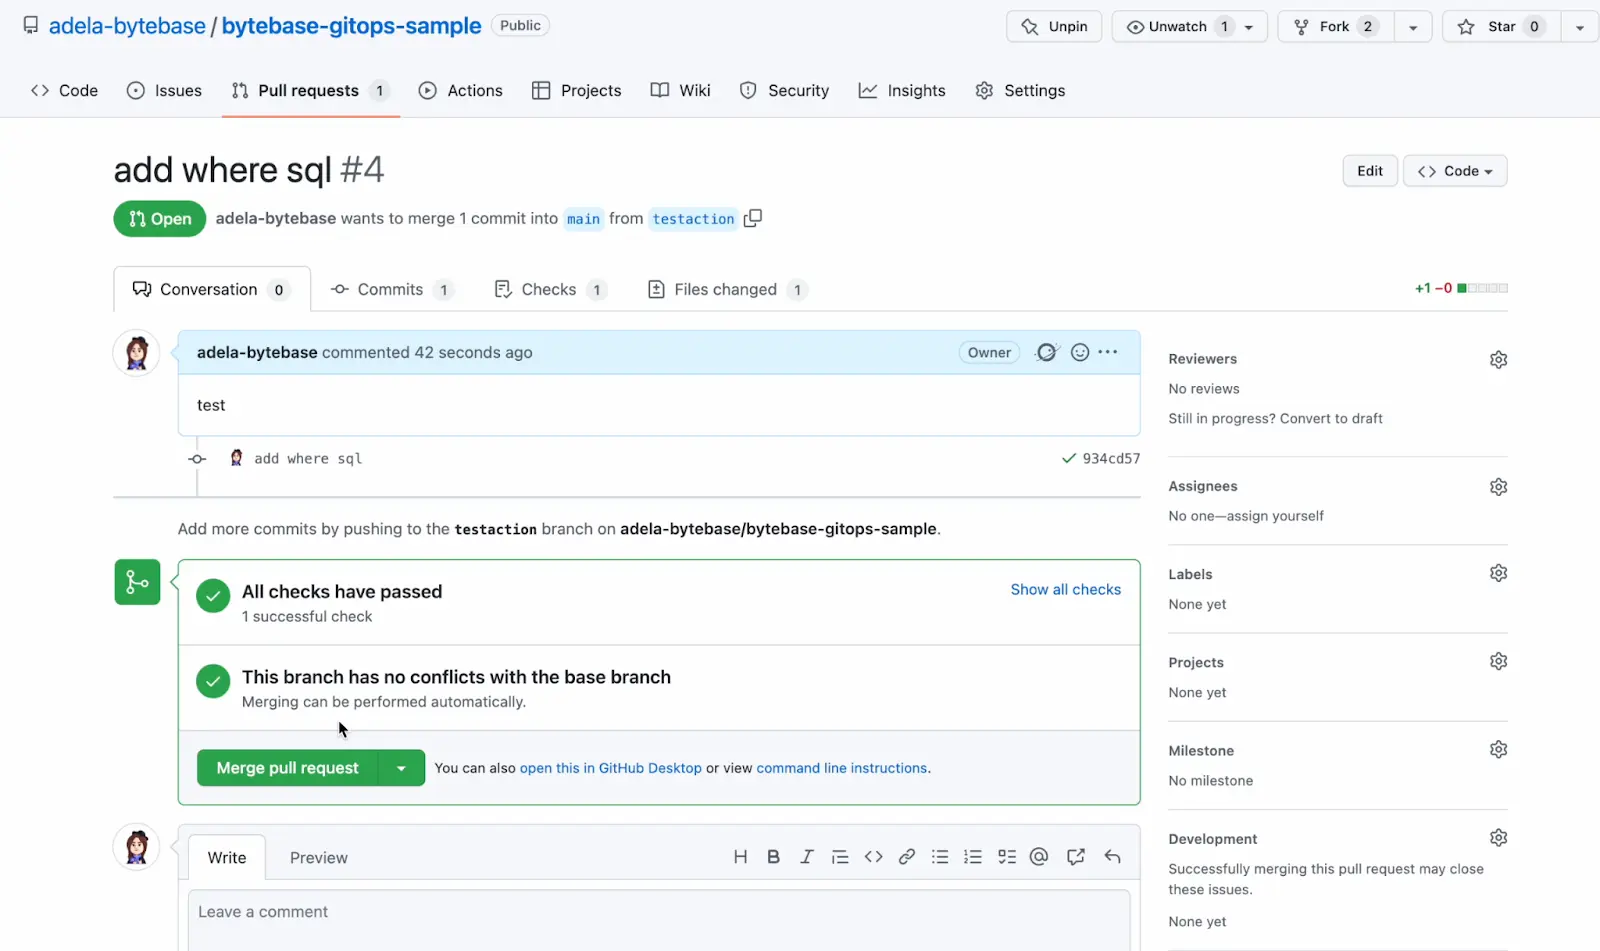 adela-bytebase / bytebase-gitops-sample Public
Unpin Unwatch 1 Fork 2 Star 0
Code Issues Pull requests 1 Actions Projects Wiki Security Insights Settings
add where sql #4
Edit Code
Open adela-bytebase wants to merge 1 commit into main from testaction
Conversation 0 Commits 1 Checks 1 Files changed 1
+1 −0
adela-bytebase commented 42 seconds ago Owner
test
add where sql 934cd57
Add more commits by pushing to the testaction branch on adela-bytebase/bytebase-gitops-sample.
All checks have passed
1 successful check
Show all checks
This branch has no conflicts with the base branch
Merging can be performed automatically.
Merge pull request You can also open this in GitHub Desktop or view command line instructions.
Write Preview
Leave a comment
Reviewers
No reviews
Still in progress? Convert to draft
Assignees
No one—assign yourself
Labels
None yet
Projects
None yet
Milestone
No milestone
Development
Successfully merging this pull request may close
these issues.
None yet